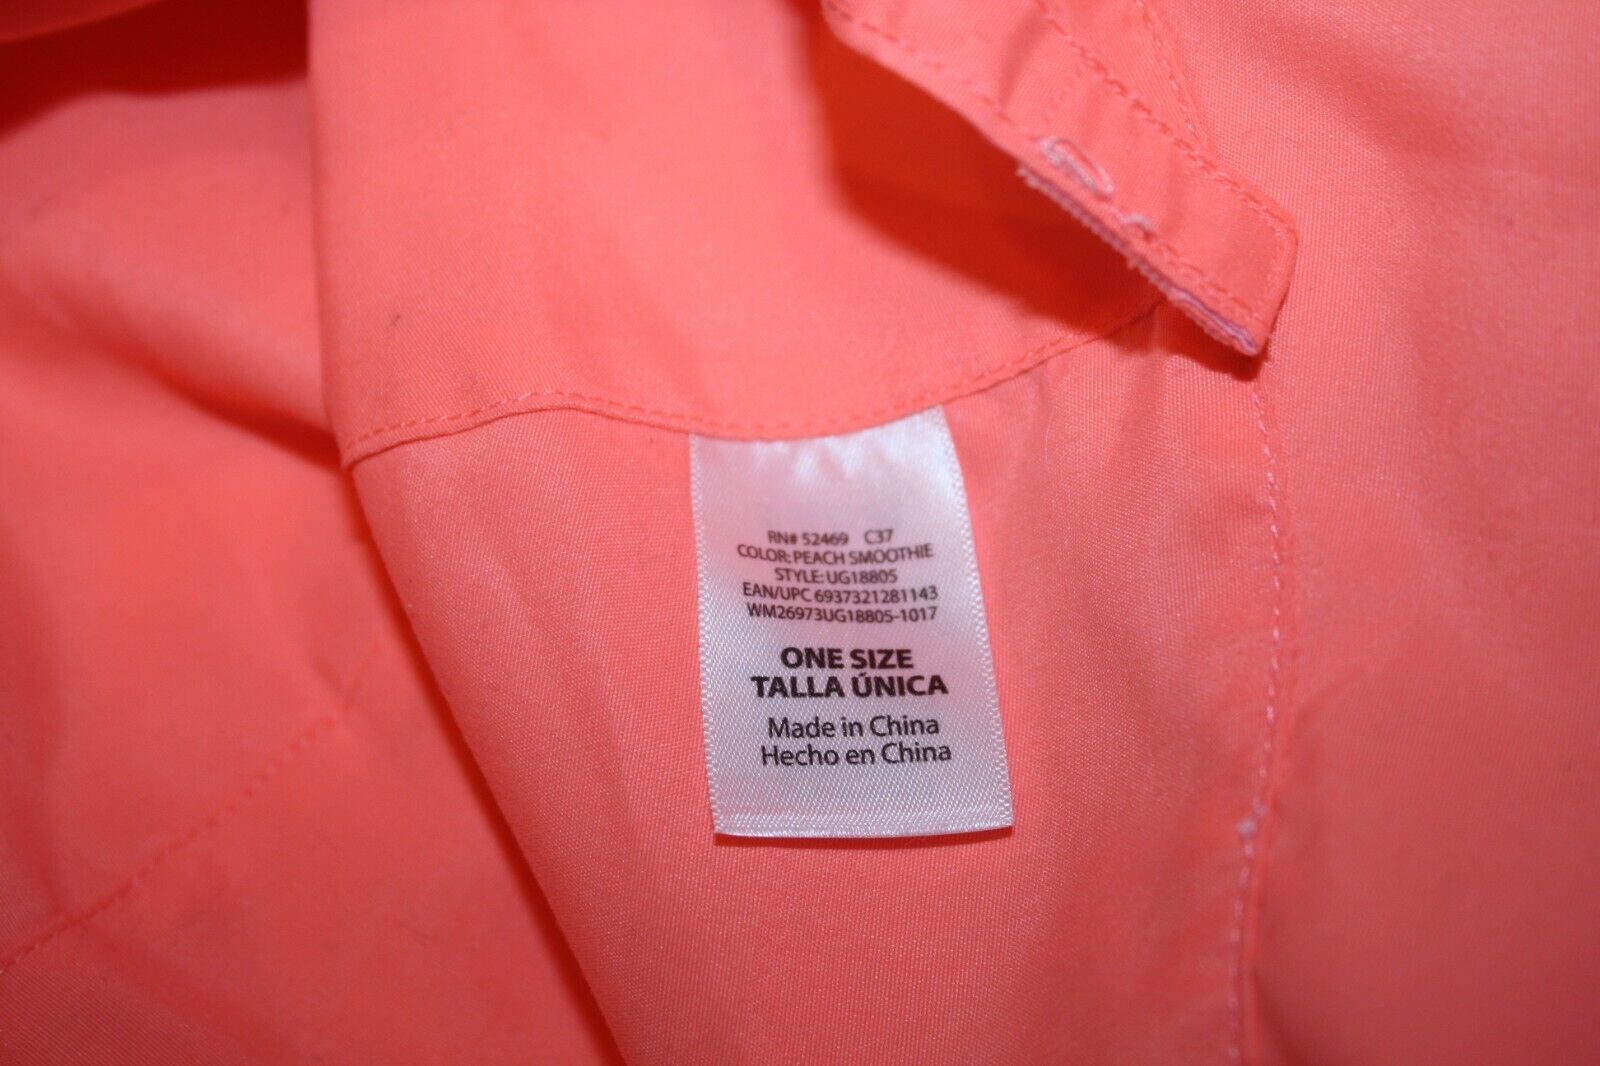 RN# 52469 C37
COLOR: PEACH SMOOTHIE
STYLE: UG18805
EAN/UPC 6937321281143
WM26973UG18805-1017
ONE SIZE
TALLA ÚNICA
Made in China
Hecho en China